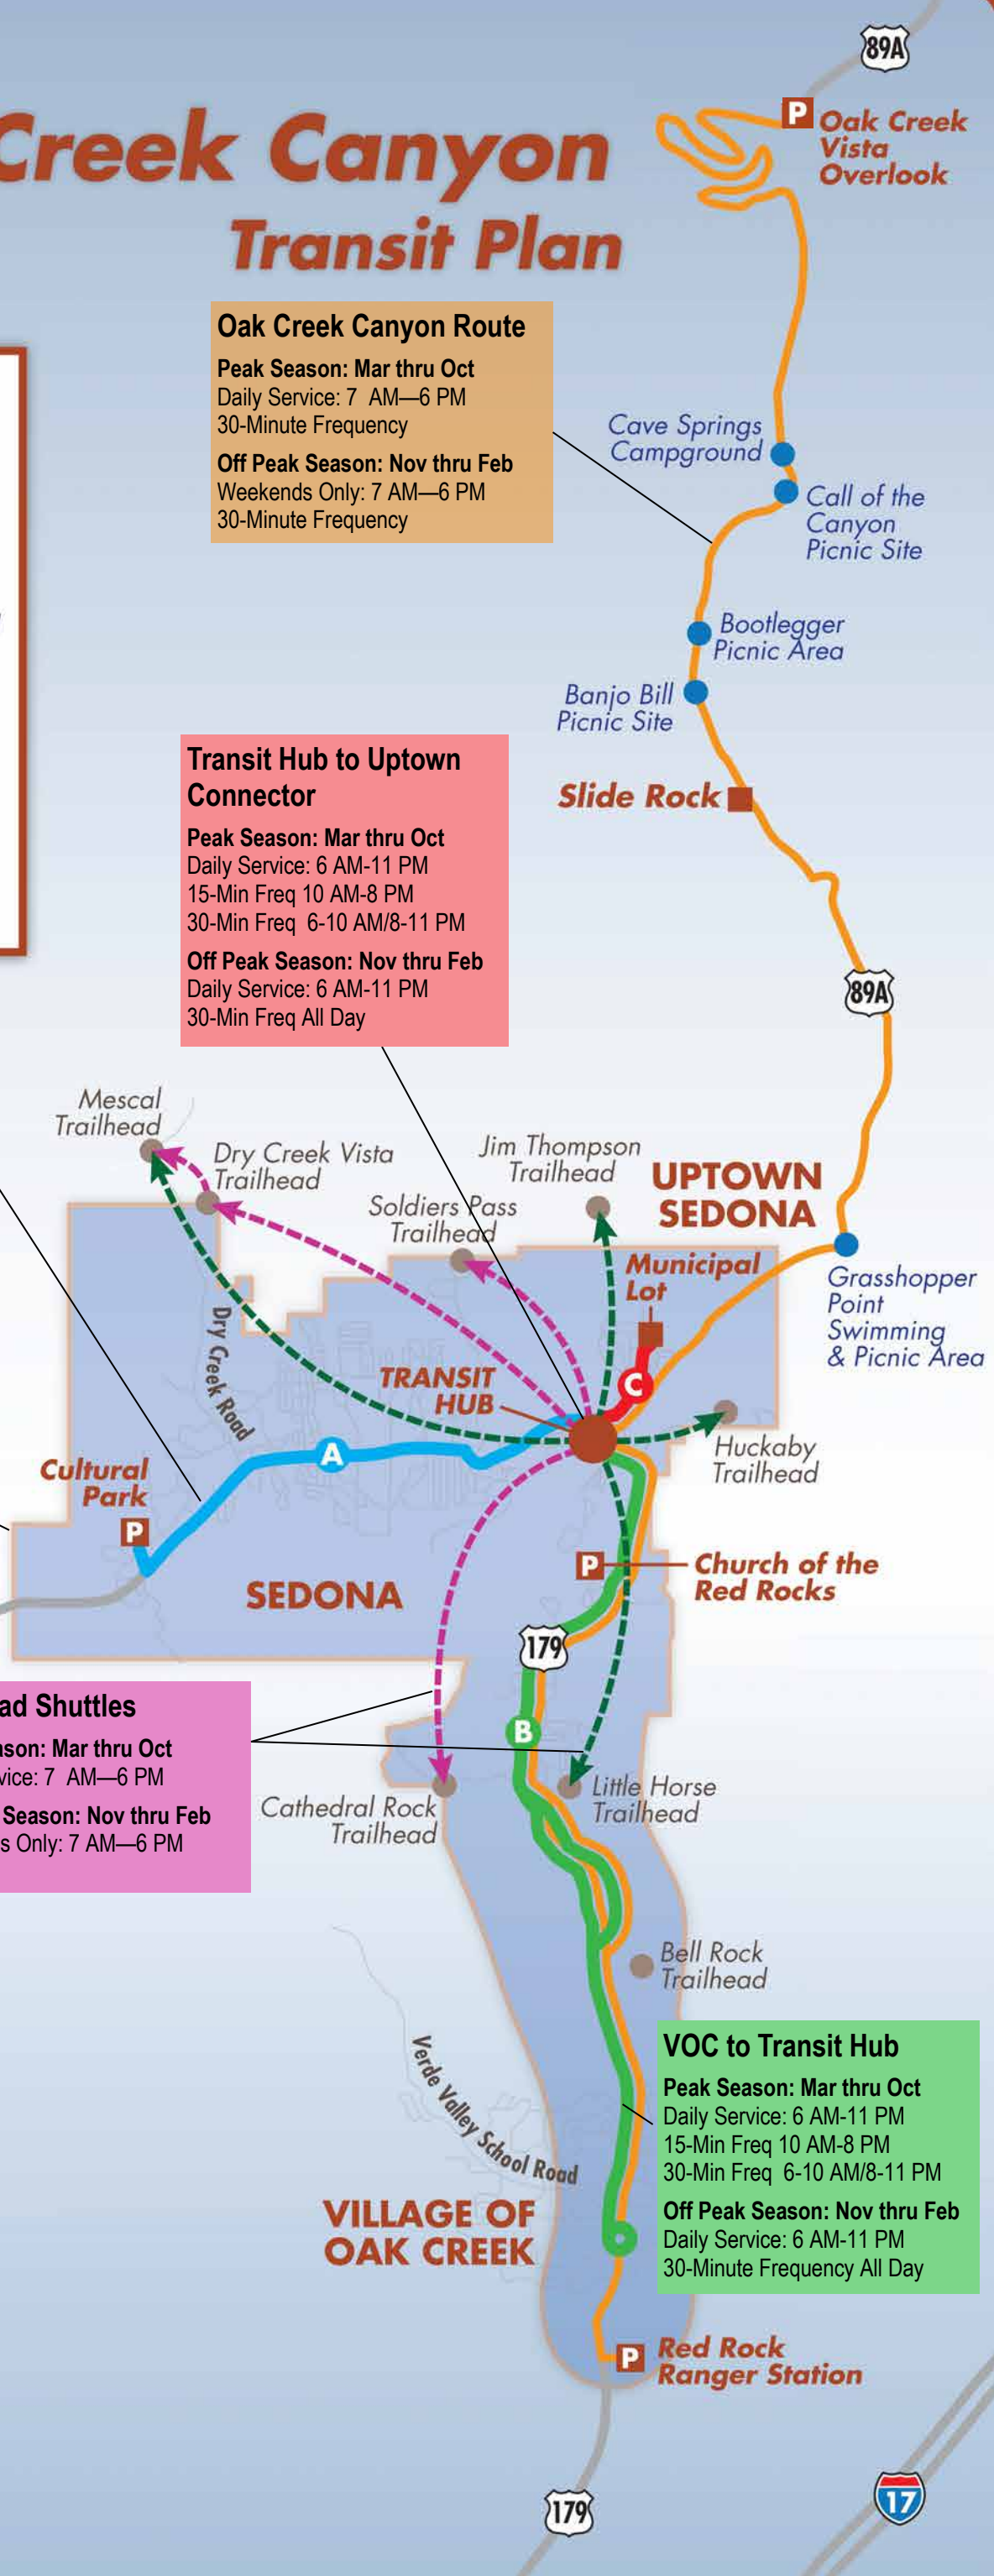 89A
P Oak Creek
Vista
Overlook
Creek Canyon
Transit Plan
Oak Creek Canyon Route
Peak Season: Mar thru Oct
Daily Service: 7 AM—6 PM
30-Minute Frequency
Off Peak Season: Nov thru Feb
Weekends Only: 7 AM—6 PM
30-Minute Frequency
Cave Springs
Campground
Call of the
Canyon
Picnic Site
Bootlegger
Picnic Area
Banjo Bill
Picnic Site
Slide Rock
Transit Hub to Uptown
Connector
Peak Season: Mar thru Oct
Daily Service: 6 AM-11 PM
15-Min Freq 10 AM-8 PM
30-Min Freq 6-10 AM/8-11 PM
Off Peak Season: Nov thru Feb
Daily Service: 6 AM-11 PM
30-Min Freq All Day
89A
Mescal
Trailhead
Dry Creek Vista
Trailhead
Soldiers Pass
Trailhead
Jim Thompson
Trailhead
UPTOWN
SEDONA
Municipal
Lot
Grasshopper
Point
Swimming
& Picnic Area
Dry Creek Road
TRANSIT
HUB
C
A
Huckaby
Trailhead
Cultural
Park
P
P
Church of the
Red Rocks
SEDONA
179
B
ad Shuttles
ason: Mar thru Oct
vice: 7 AM—6 PM
Season: Nov thru Feb
s Only: 7 AM—6 PM
Cathedral Rock
Trailhead
Little Horse
Trailhead
Bell Rock
Trailhead
Verde Valley School Road
VOC to Transit Hub
Peak Season: Mar thru Oct
Daily Service: 6 AM-11 PM
15-Min Freq 10 AM-8 PM
30-Min Freq 6-10 AM/8-11 PM
Off Peak Season: Nov thru Feb
Daily Service: 6 AM-11 PM
30-Minute Frequency All Day
VILLAGE OF
OAK CREEK
P Red Rock
Ranger Station
179
17